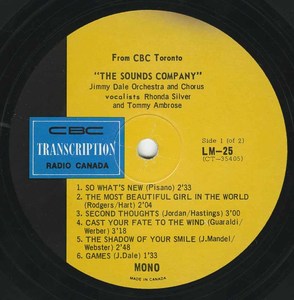 From CBC Toronto
"THE SOUNDS COMPANY"
Jimmy Dale Orchestra and Chorus
vocalists Rhonda Silver
and Tommy Ambrose
Side 1 (of 2)
LM-25
(CT-35405)
CBC
TRANSCRIPTION
RADIO CANADA
1. SO WHAT'S NEW (Pisano) 2'33
2. THE MOST BEAUTIFUL GIRL IN THE WORLD
(Rodgers/Hart) 2'04
3. SECOND THOUGHTS (Jordan/Hastings) 3'00
4. CAST YOUR FATE TO THE WIND (Guaraldi/
Werber) 3'18
5. THE SHADOW OF YOUR SMILE (J.Mandel/
Webster) 2'48
6. GAMES (J.Dale) 1'33
MONO
MADE IN CANADA